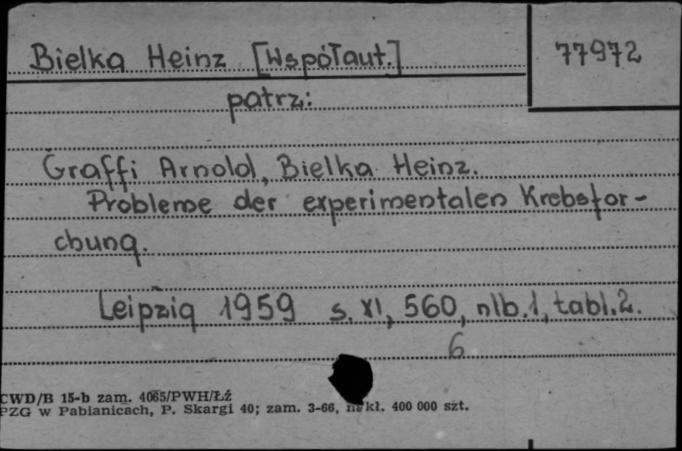 Bielka Heinz [Współaut.] 77972
patrz:
Graffi Arnold, Bielka Heinz.
Probleme der experimentalen Krebsfor-
chung.
Leipzig 1959 s. XI, 560, nlb. 1, tabl. 2.
6
CWD/B 15-b zam. 4065/PWH/Łź
PZG w Pabianicach, P. Skargi 40; zam. 3-66, kł. 400 000 szt.